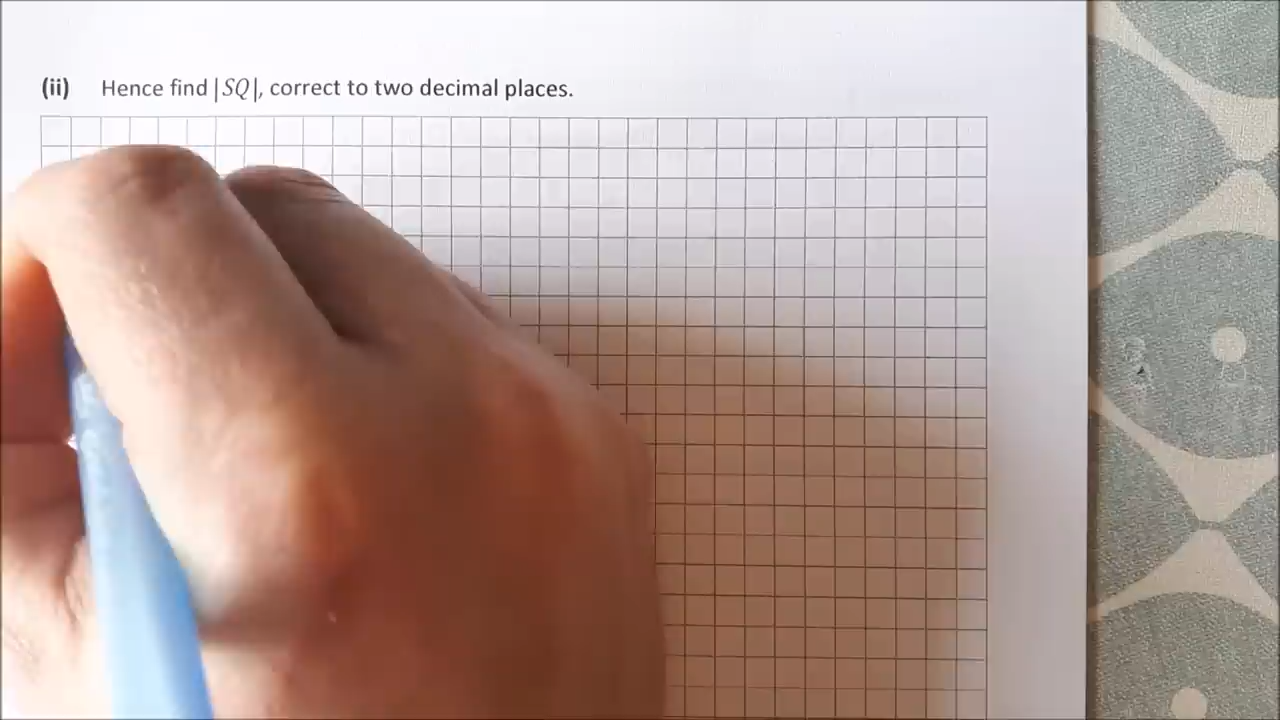 (ii) Hence find |SQ|, correct to two decimal places.